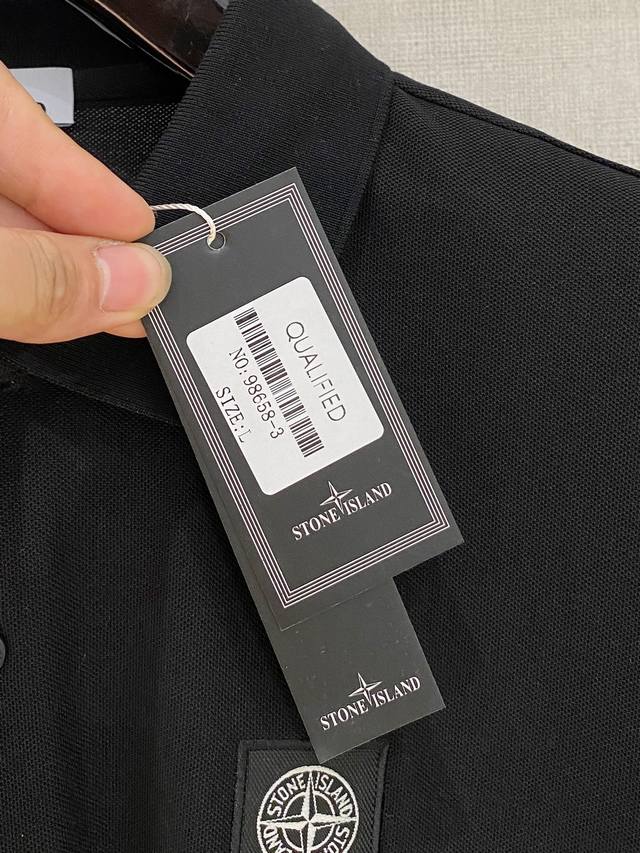 QUALIFIED
NO:98658-3
SIZE:L
STONE ISLAND
STONE ISLAND
STONE ISLAND